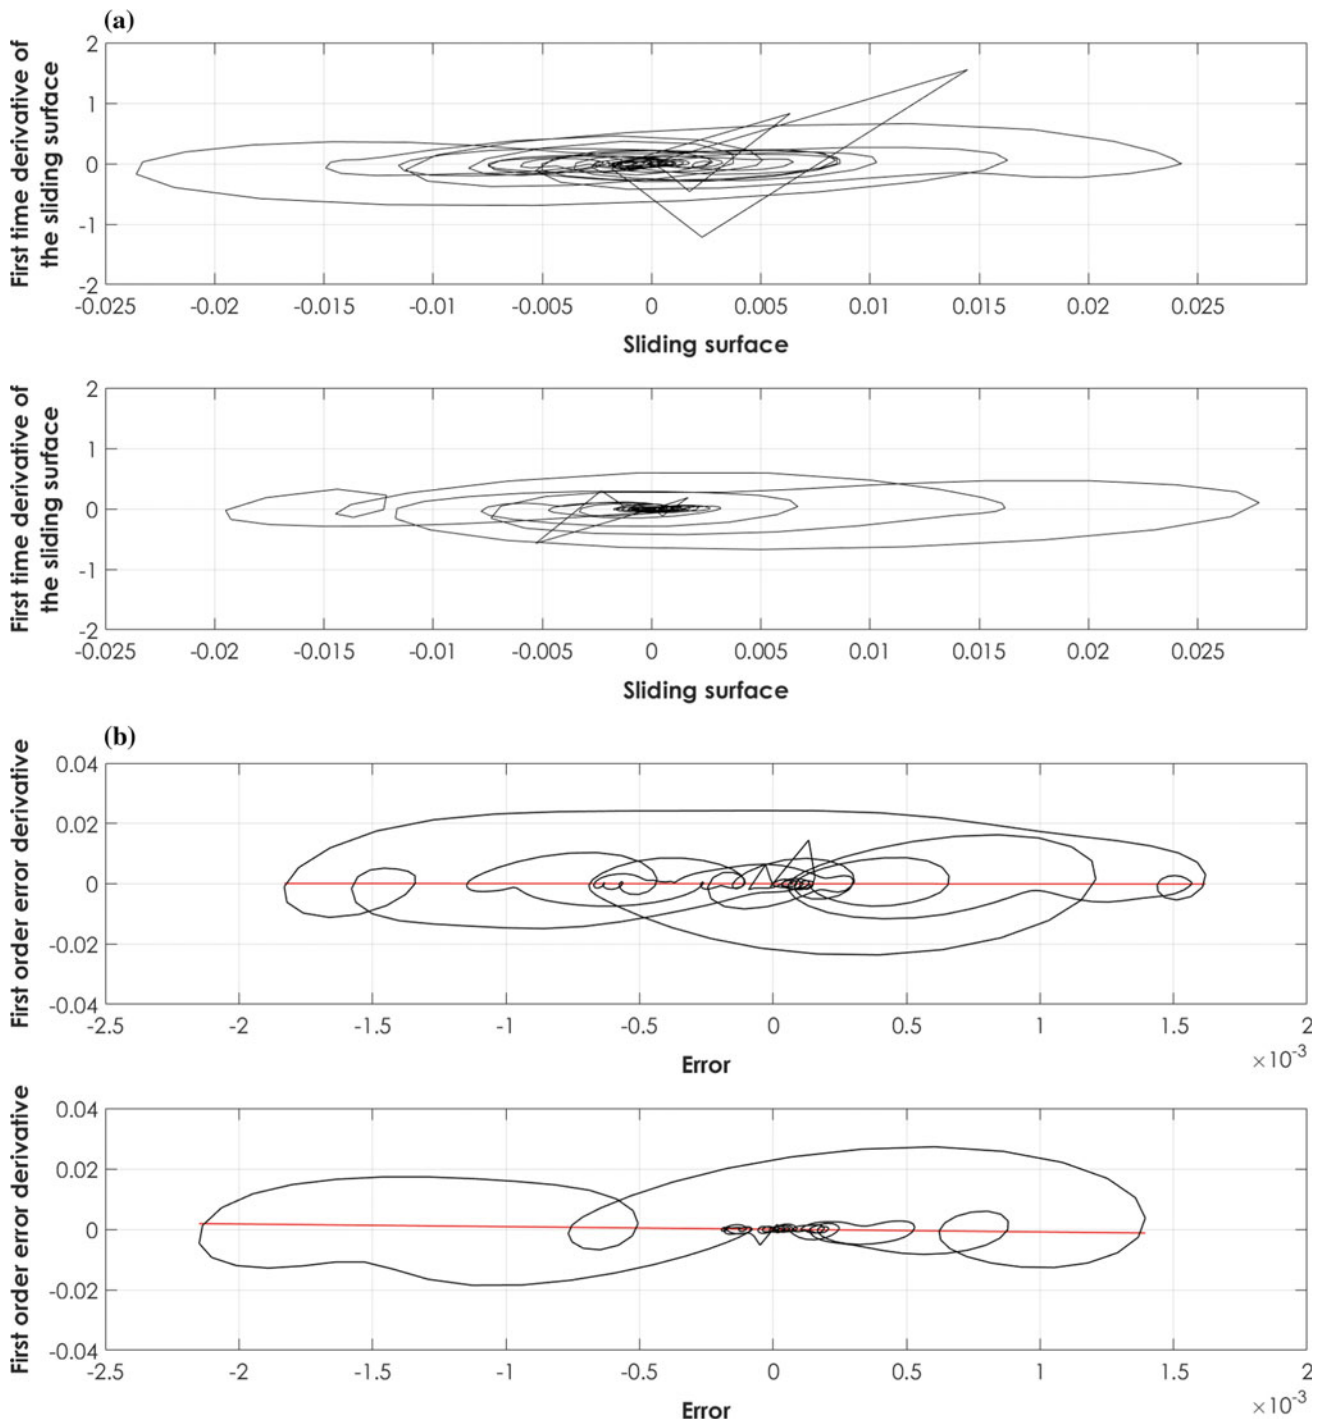 (a)
First time derivative of
the sliding surface
2
1
0
-1
-2
-0.025 -0.02 -0.015 -0.01 -0.005 0 0.005 0.01 0.015 0.02 0.025
Sliding surface
First time derivative of
the sliding surface
2
1
0
-1
-2
-0.025 -0.02 -0.015 -0.01 -0.005 0 0.005 0.01 0.015 0.02 0.025
Sliding surface
(b)
First order error derivative
0.04
0.02
0
-0.02
-0.04
-2.5 -2 -1.5 -1 -0.5 0 0.5 1 1.5 2
Error
×10-3
First order error derivative
0.04
0.02
0
-0.02
-0.04
-2.5 -2 -1.5 -1 -0.5 0 0.5 1 1.5 2
Error
×10-3